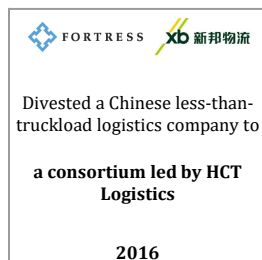 FORTRESS xb 新邦物流
Divested a Chinese less-than-
truckload logistics company to
a consortium led by HCT
Logistics
2016